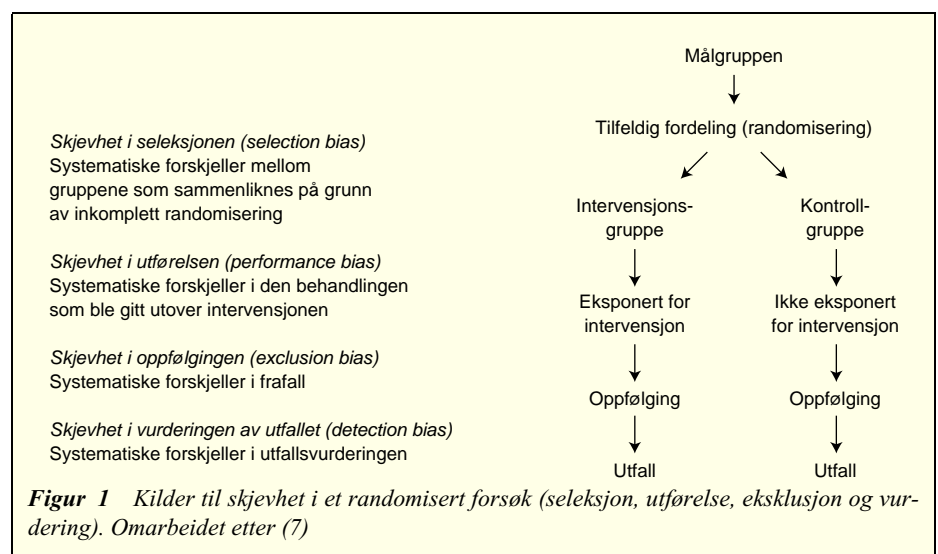 Målgruppen
Tilfeldig fordeling (randomisering)
Skjevhet i seleksjonen (selection bias)
Systematiske forskjeller mellom
gruppene som sammenliknes på grunn
av inkomplett randomisering
Intervensjons-
gruppe
Kontroll-
gruppe
Skjevhet i utførelsen (performance bias)
Systematiske forskjeller i den behandlingen
som ble gitt utover intervensjonen
Eksponert for
intervensjon
Ikke eksponert
for intervensjon
Skjevhet i oppfølgingen (exclusion bias)
Systematiske forskjeller i frafall
Oppfølging
Oppfølging
Skjevhet i vurderingen av utfallet (detection bias)
Systematiske forskjeller i utfallsvurderingen
Utfall
Utfall
Figur 1 Kilder til skjevhet i et randomisert forsøk (seleksjon, utførelse, eksklusjon og vur-
dering). Omarbeidet etter (7)